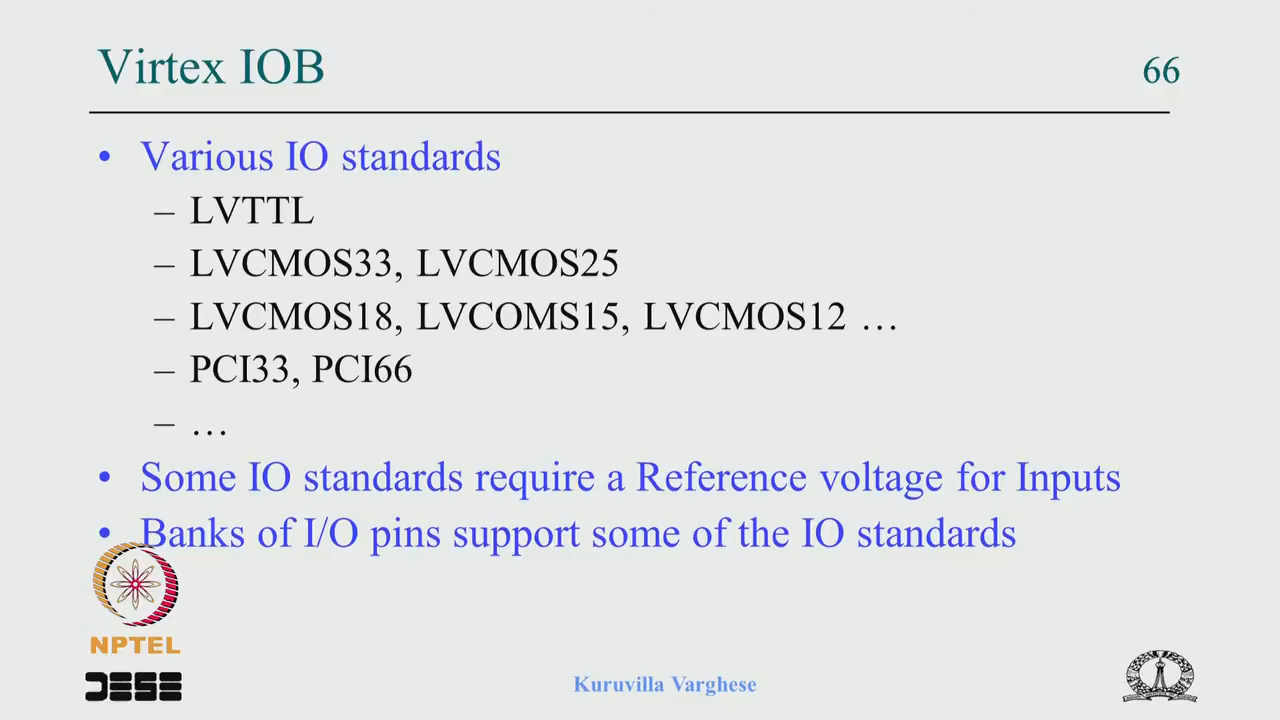 Virtex IOB
66
• Various IO standards
– LVTTL
– LVCMOS33, LVCMOS25
– LVCMOS18, LVCOMS15, LVCMOS12 …
– PCI33, PCI66
– …
• Some IO standards require a Reference voltage for Inputs
• Banks of I/O pins support some of the IO standards
NPTEL
DESE
Kuruvilla Varghese